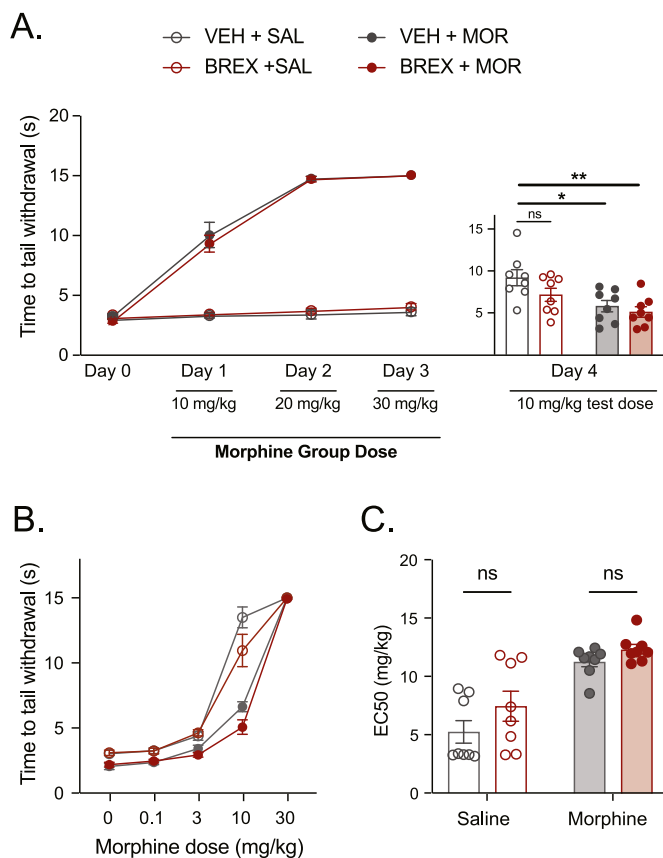 A.
VEH + SAL
VEH + MOR
BREX +SAL
BREX + MOR
Time to tail withdrawal (s)
20
15
10
5
0
**
*
ns
15
10
5
Day 0
Day 1
Day 2
Day 3
Day 4
10 mg/kg
20 mg/kg
30 mg/kg
10 mg/kg test dose
Morphine Group Dose
B.
Time to tail withdrawal (s)
15
10
5
0
0
0.1
3
10
30
Morphine dose (mg/kg)
C.
EC50 (mg/kg)
20
15
10
5
0
ns
ns
Saline
Morphine